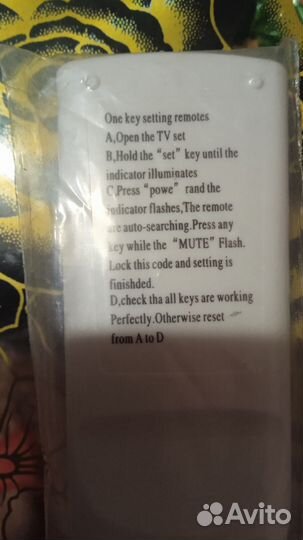 One key setting remotes
A,Open the TV set
B,Hold the “set” key until the
indicator illuminates
C,Press “powe” rand the
indicator flashes,The remote
are auto-searching.Press any
key while the “MUTE” Flash.
Lock this code and setting is
finishded.
D,check tha all keys are working
Perfectly.Otherwise reset
from A to D
Avito